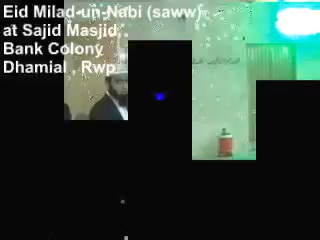 Eid Milad-un-Nabi (saww)
at Sajid Masjid,
Bank Colony
Dhamial , Rwp.